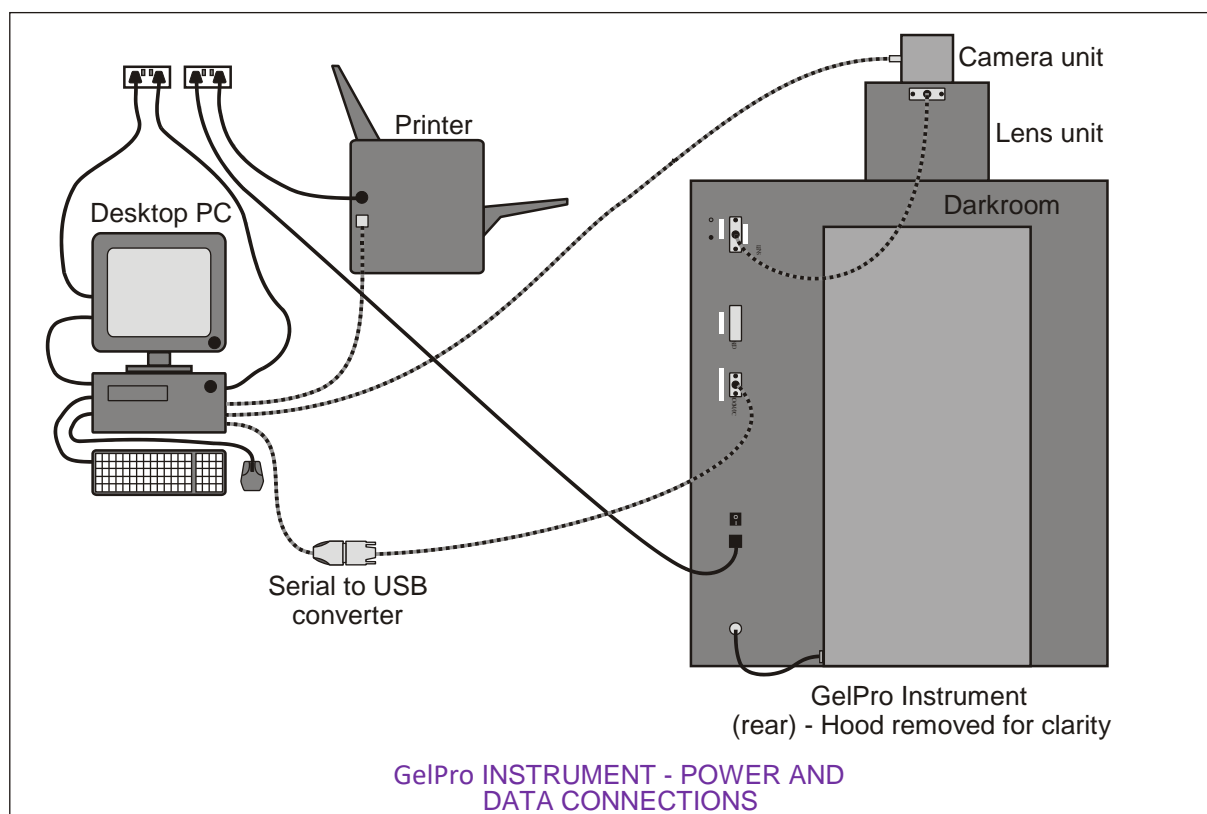 Camera unit
Printer
Lens unit
Desktop PC
Darkroom
Serial to USB
converter
GelPro Instrument
(rear) - Hood removed for clarity
GelPro INSTRUMENT - POWER AND
DATA CONNECTIONS